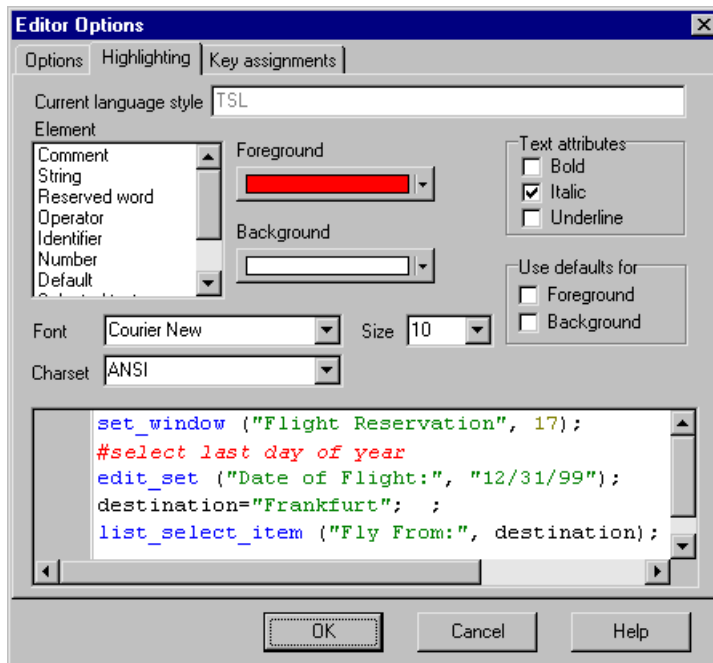 Editor Options
Options Highlighting Key assignments
Current language style TSL
Element
Comment
String
Reserved word
Operator
Identifier
Number
Default
Foreground
Background
Text attributes
Bold
Italic
Underline
Use defaults for
Foreground
Background
Font Courier New Size 10
Charset ANSI
set_window ("Flight Reservation", 17);
#select last day of year
edit_set ("Date of Flight:", "12/31/99");
destination="Frankfurt";  ;
list_select_item ("Fly From:", destination);
OK Cancel Help